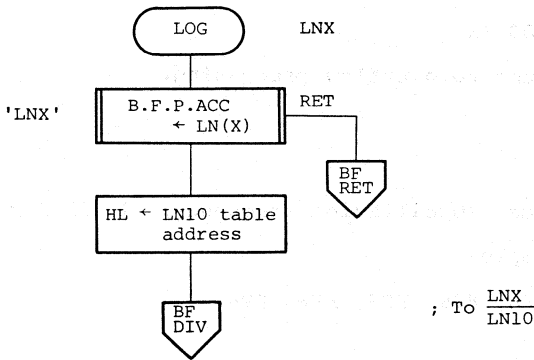 LOG LNX
'LNX' B.F.P.ACC RET
← LN(X)
BF
RET
HL ← LN10 table
address
BF
DIV
; To LNX
LN10